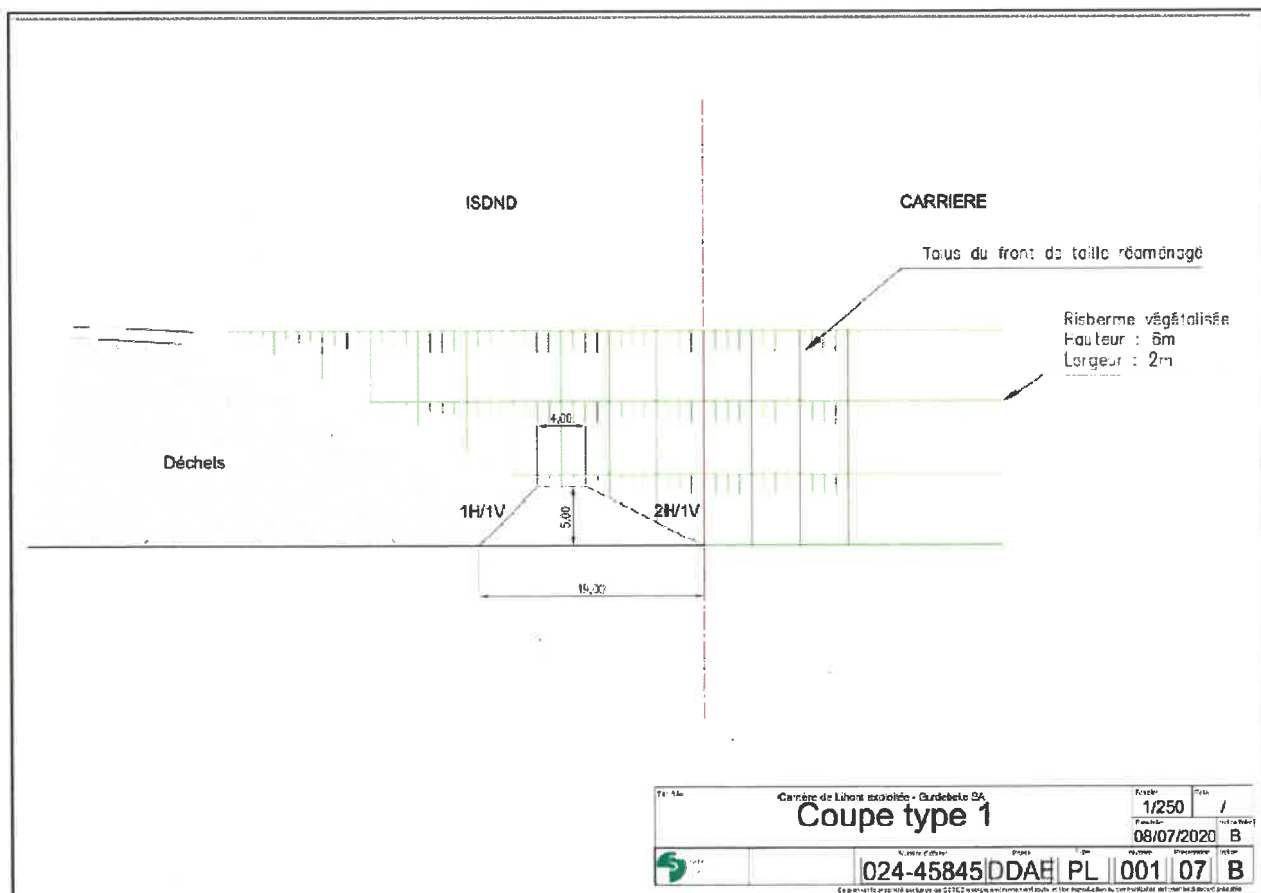 ISDND
CARRIERE
Talus du front de taille réaménagé
Risberme végétalisée
Hauteur : 6m
Largeur : 2m
4,00
Déchets
1H/1V
5,00
2H/1V
19,00
Carrière de Lihons exploitée - Gurdebeke SA
Coupe type 1
1/250
/
08/07/2020
B
024-45845
DDAE
PL
001
07
B